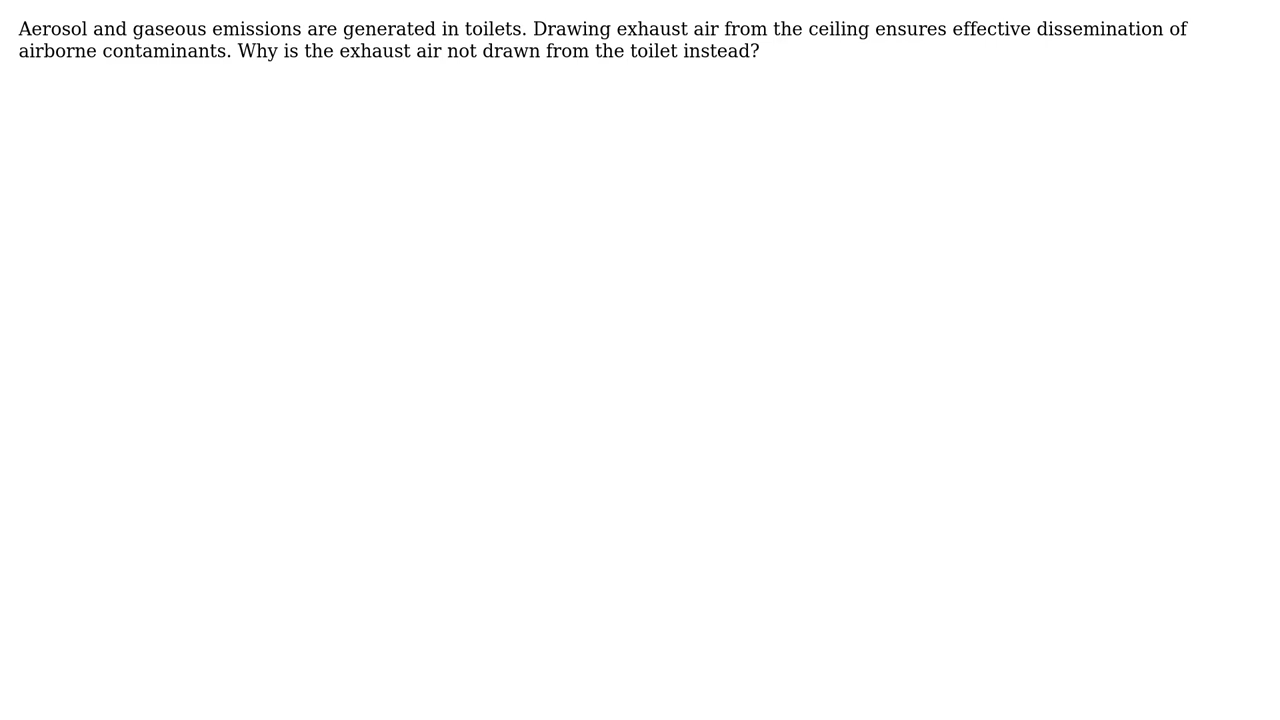 Aerosol and gaseous emissions are generated in toilets. Drawing exhaust air from the ceiling ensures effective dissemination of
airborne contaminants. Why is the exhaust air not drawn from the toilet instead?